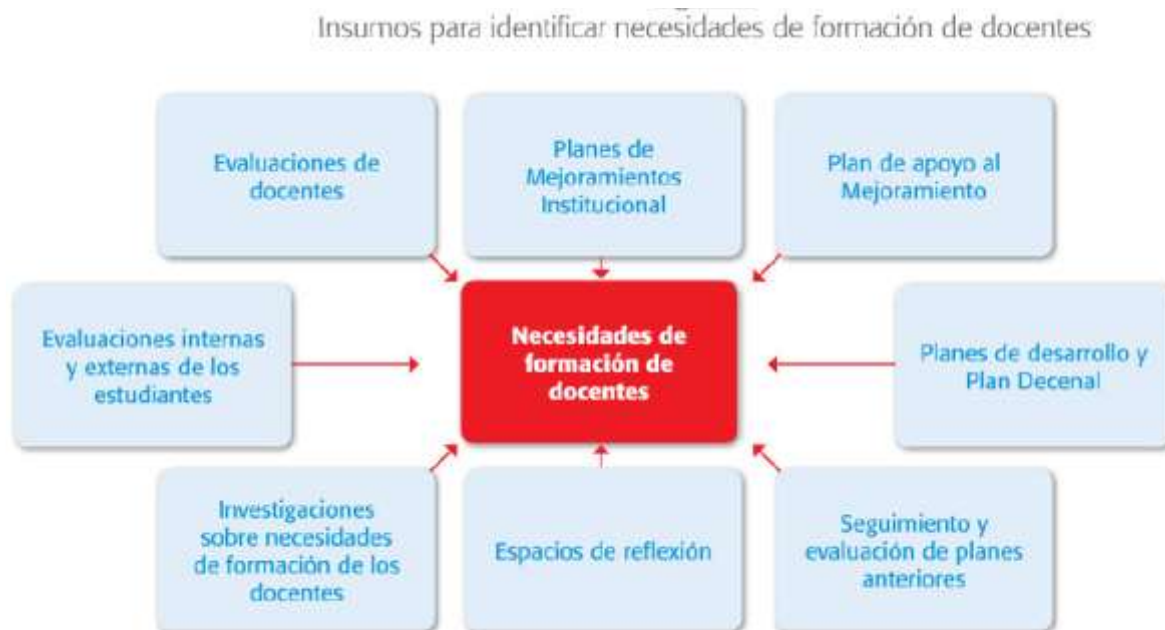 Insumos para identificar necesidades de formación de docentes
Evaluaciones de
docentes
Planes de
Mejoramientos
Institucional
Plan de apoyo al
Mejoramiento
Evaluaciones internas
y externas de los
estudiantes
Necesidades de
formación de
docentes
Planes de desarrollo y
Plan Decenal
Investigaciones
sobre necesidades
de formación de los
docentes
Espacios de reflexión
Seguimiento y
evaluación de planes
anteriores